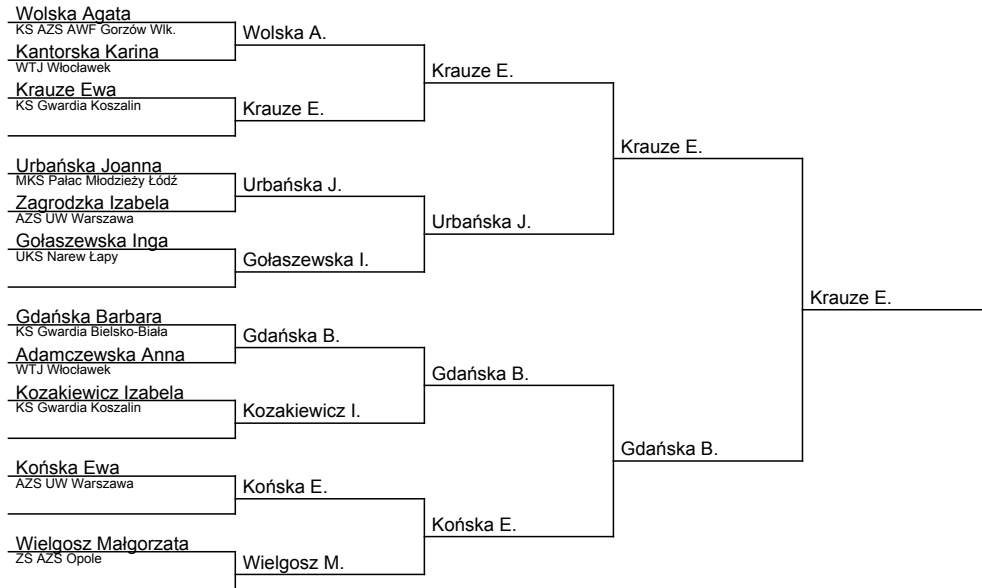 Wolska Agata
KS AZS AWF Gorzów Wlk.
Wolska A.
Kantorska Karina
WTJ Włocławek
Krauze E.
Krauze Ewa
KS Gwardia Koszalin
Krauze E.
Krauze E.
Urbańska Joanna
MKS Pałac Młodzieży Łódź
Urbańska J.
Zagrodzka Izabela
AZS UW Warszawa
Urbańska J.
Gołaszewska Inga
UKS Narew Łapy
Gołaszewska I.
Krauze E.
Gdańska Barbara
KS Gwardia Bielsko-Biała
Gdańska B.
Adamczewska Anna
WTJ Włocławek
Gdańska B.
Kozakiewicz Izabela
KS Gwardia Koszalin
Kozakiewicz I.
Gdańska B.
Końska Ewa
AZS UW Warszawa
Końska E.
Końska E.
Wielgosz Małgorzata
ZS AZS Opole
Wielgosz M.